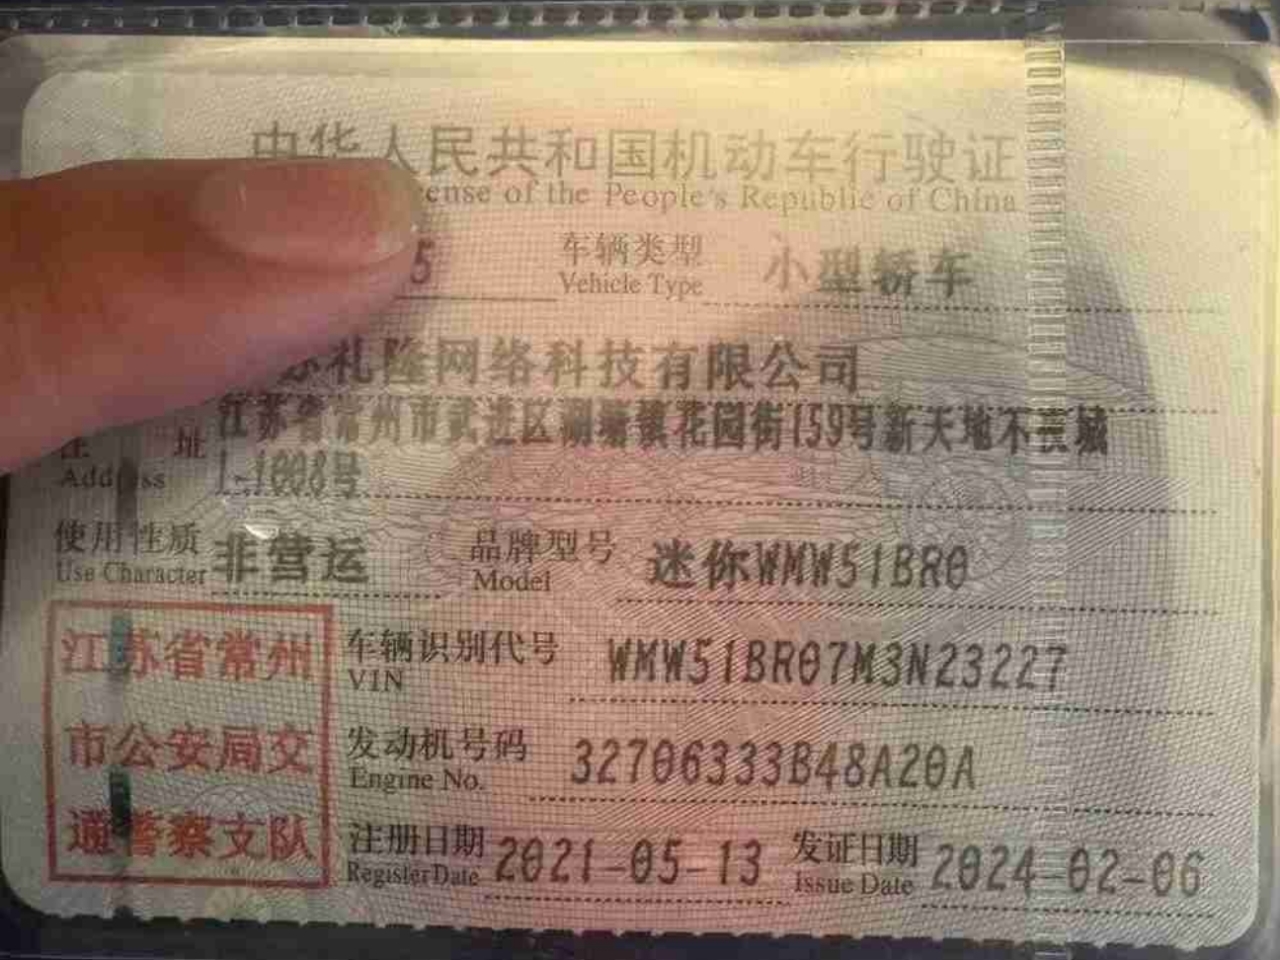 中华人民共和国机动车行驶证
cense of the People's Republic of China
5 车辆类型 小型轿车
Vehicle Type
苏礼隆网络科技有限公司
住 址 江苏省常州市武进区湖塘镇花园街159号新天地不夜城
Address 1-1008号
使用性质 非营运 品牌型号 迷你WMW51BR0
Use Character Model
江苏省常州
市公安局交
通警察支队
车辆识别代号 WMW51BR07M3N23227
VIN
发动机号码 32706333B48A20A
Engine No.
注册日期 2021-05-13 发证日期 2024-02-06
Register Date Issue Date